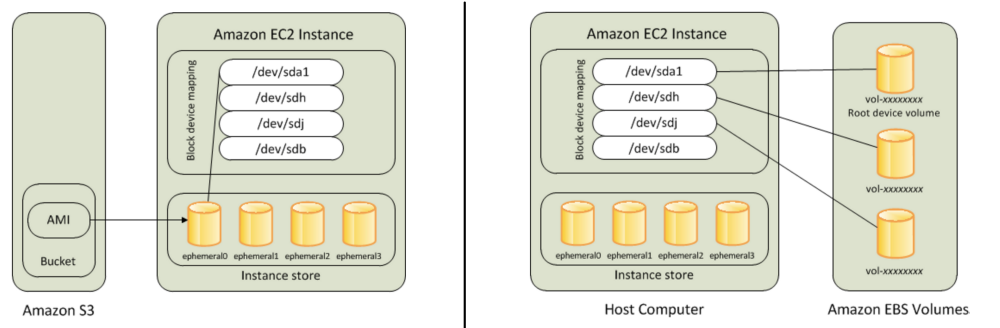 Amazon EC2 Instance
Block device mapping
/dev/sda1
/dev/sdh
/dev/sdj
/dev/sdb
AMI
Bucket
ephemeral0 ephemeral1 ephemeral2 ephemeral3
Instance store
Amazon S3
Amazon EC2 Instance
Block device mapping
/dev/sda1
/dev/sdh
/dev/sdj
/dev/sdb
ephemeral0 ephemeral1 ephemeral2 ephemeral3
Instance store
Host Computer
vol-xxxxxxxx
Root device volume
vol-xxxxxxxx
vol-xxxxxxxx
Amazon EBS Volumes